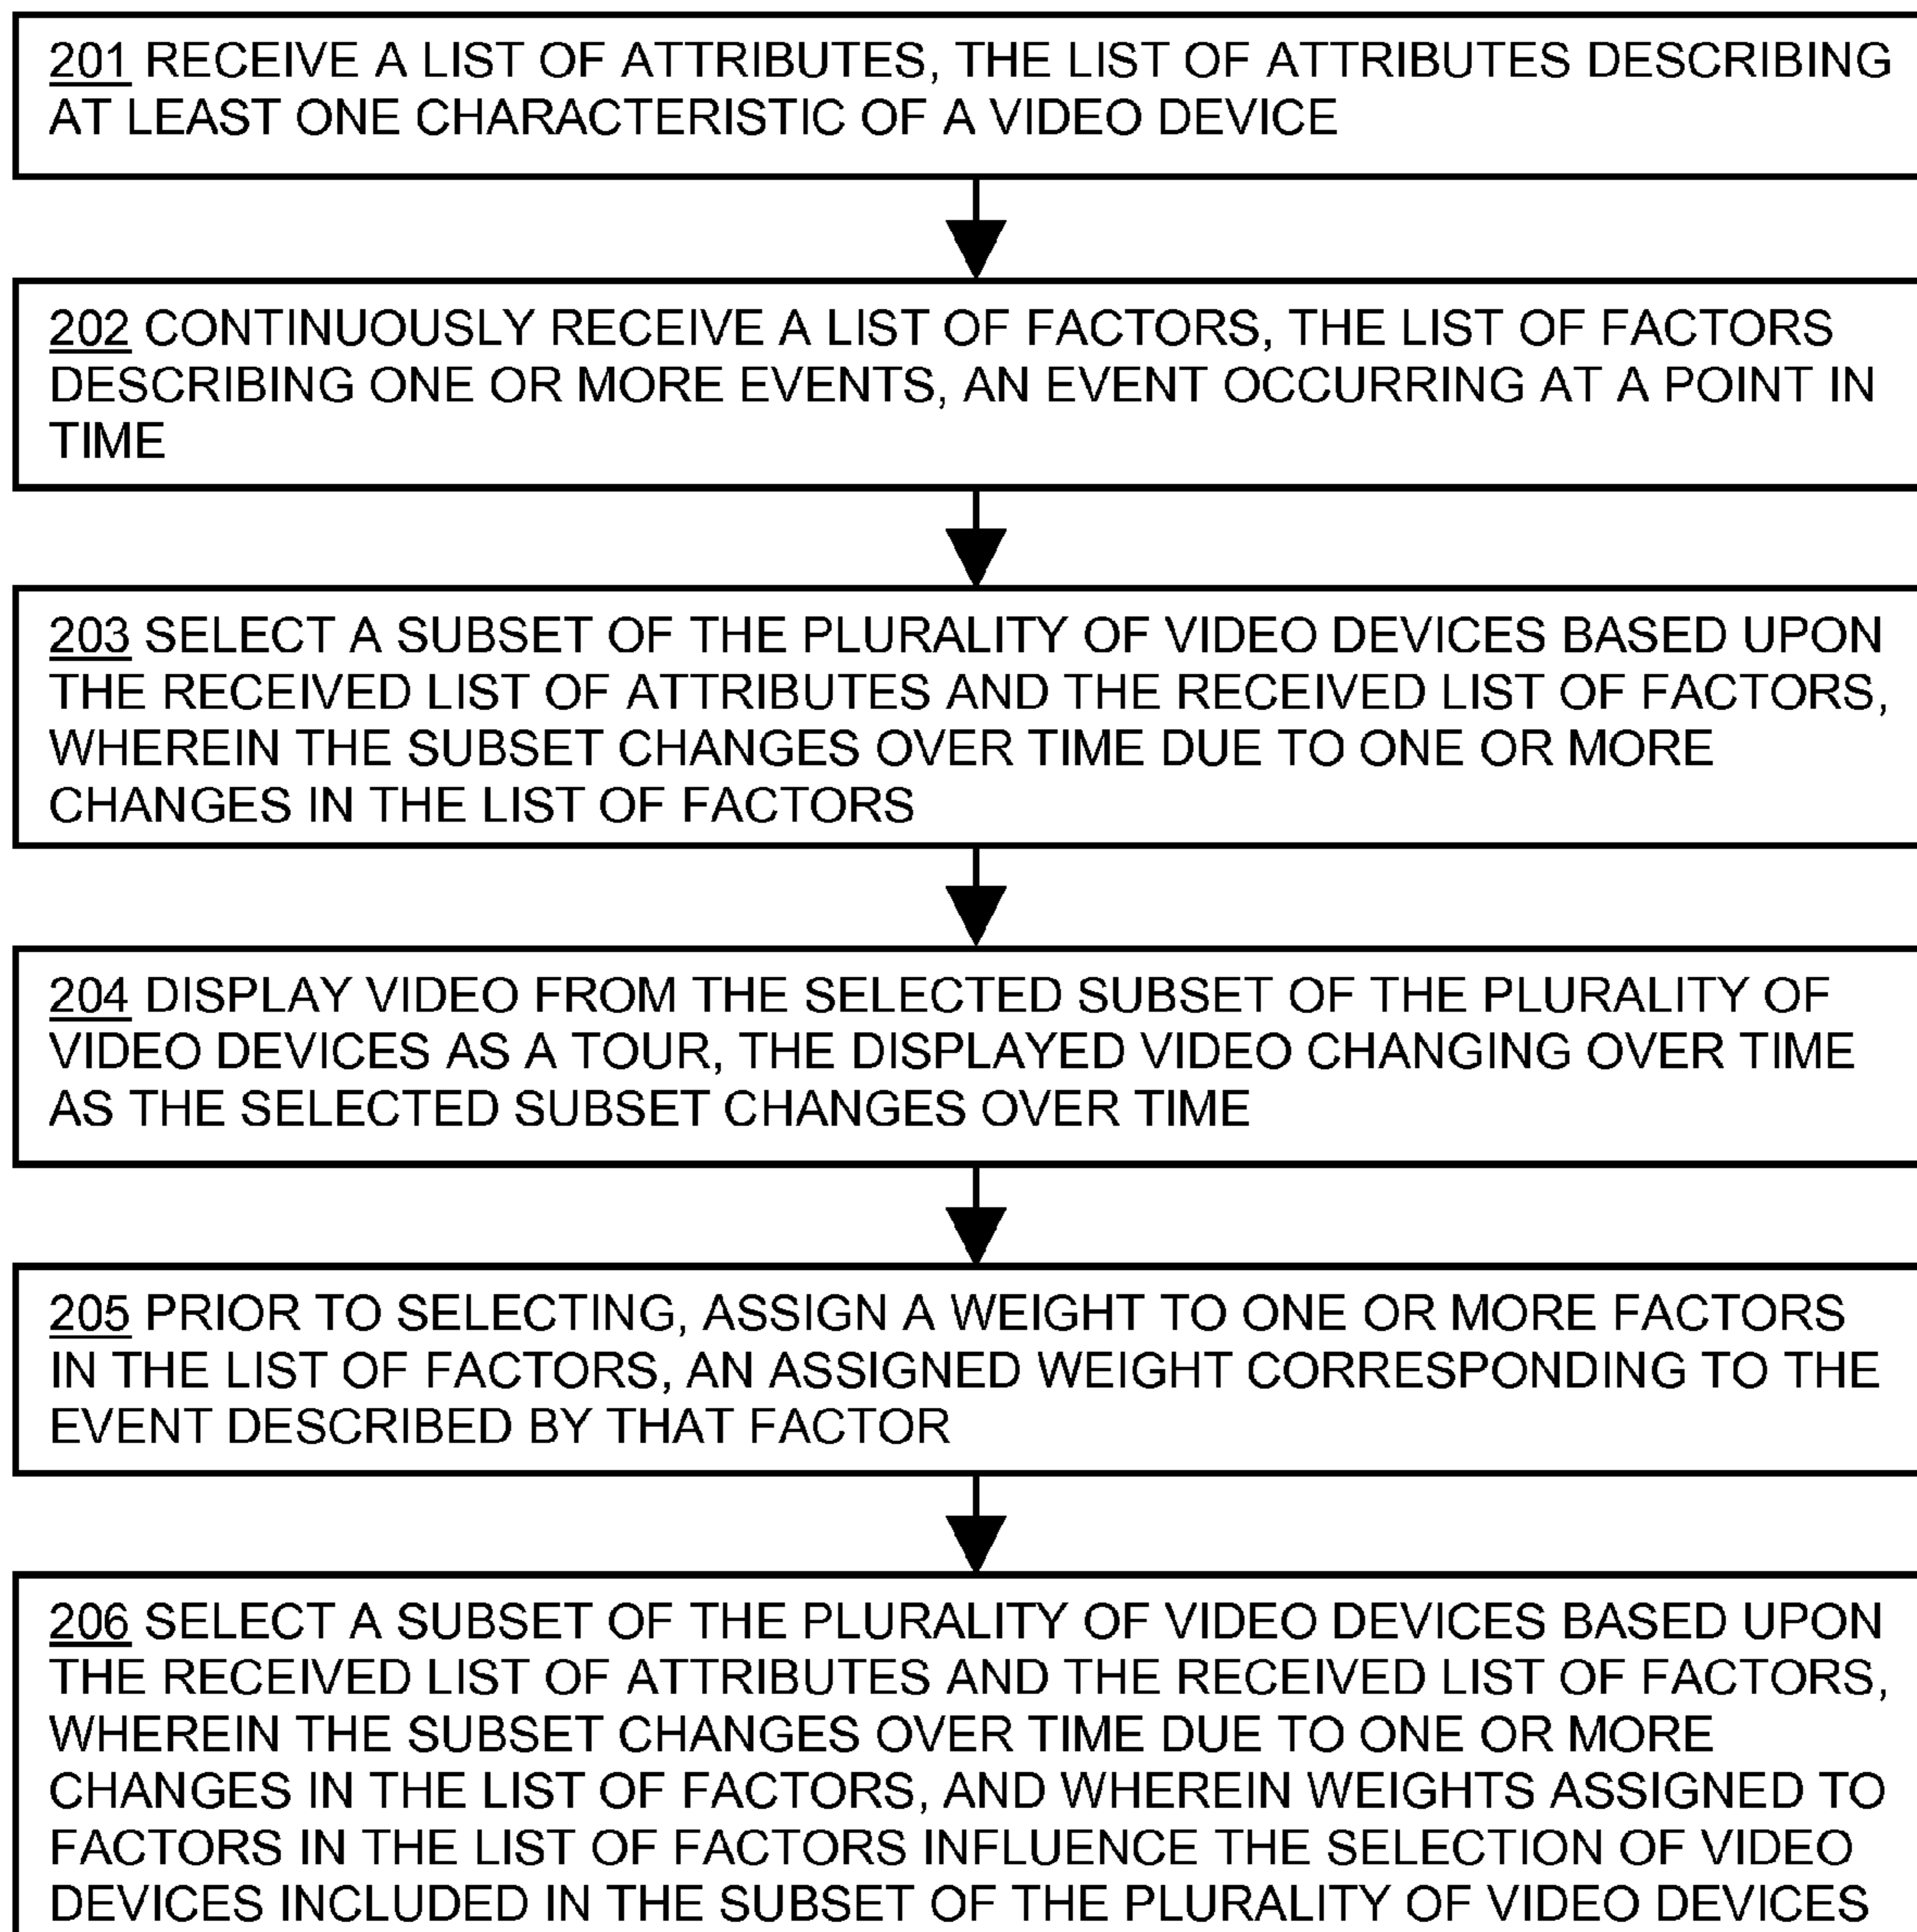 201 RECEIVE A LIST OF ATTRIBUTES, THE LIST OF ATTRIBUTES DESCRIBING
AT LEAST ONE CHARACTERISTIC OF A VIDEO DEVICE
202 CONTINUOUSLY RECEIVE A LIST OF FACTORS, THE LIST OF FACTORS
DESCRIBING ONE OR MORE EVENTS, AN EVENT OCCURRING AT A POINT IN
TIME
203 SELECT A SUBSET OF THE PLURALITY OF VIDEO DEVICES BASED UPON
THE RECEIVED LIST OF ATTRIBUTES AND THE RECEIVED LIST OF FACTORS,
WHEREIN THE SUBSET CHANGES OVER TIME DUE TO ONE OR MORE
CHANGES IN THE LIST OF FACTORS
204 DISPLAY VIDEO FROM THE SELECTED SUBSET OF THE PLURALITY OF
VIDEO DEVICES AS A TOUR, THE DISPLAYED VIDEO CHANGING OVER TIME
AS THE SELECTED SUBSET CHANGES OVER TIME
205 PRIOR TO SELECTING, ASSIGN A WEIGHT TO ONE OR MORE FACTORS
IN THE LIST OF FACTORS, AN ASSIGNED WEIGHT CORRESPONDING TO THE
EVENT DESCRIBED BY THAT FACTOR
206 SELECT A SUBSET OF THE PLURALITY OF VIDEO DEVICES BASED UPON
THE RECEIVED LIST OF ATTRIBUTES AND THE RECEIVED LIST OF FACTORS,
WHEREIN THE SUBSET CHANGES OVER TIME DUE TO ONE OR MORE
CHANGES IN THE LIST OF FACTORS, AND WHEREIN WEIGHTS ASSIGNED TO
FACTORS IN THE LIST OF FACTORS INFLUENCE THE SELECTION OF VIDEO
DEVICES INCLUDED IN THE SUBSET OF THE PLURALITY OF VIDEO DEVICES